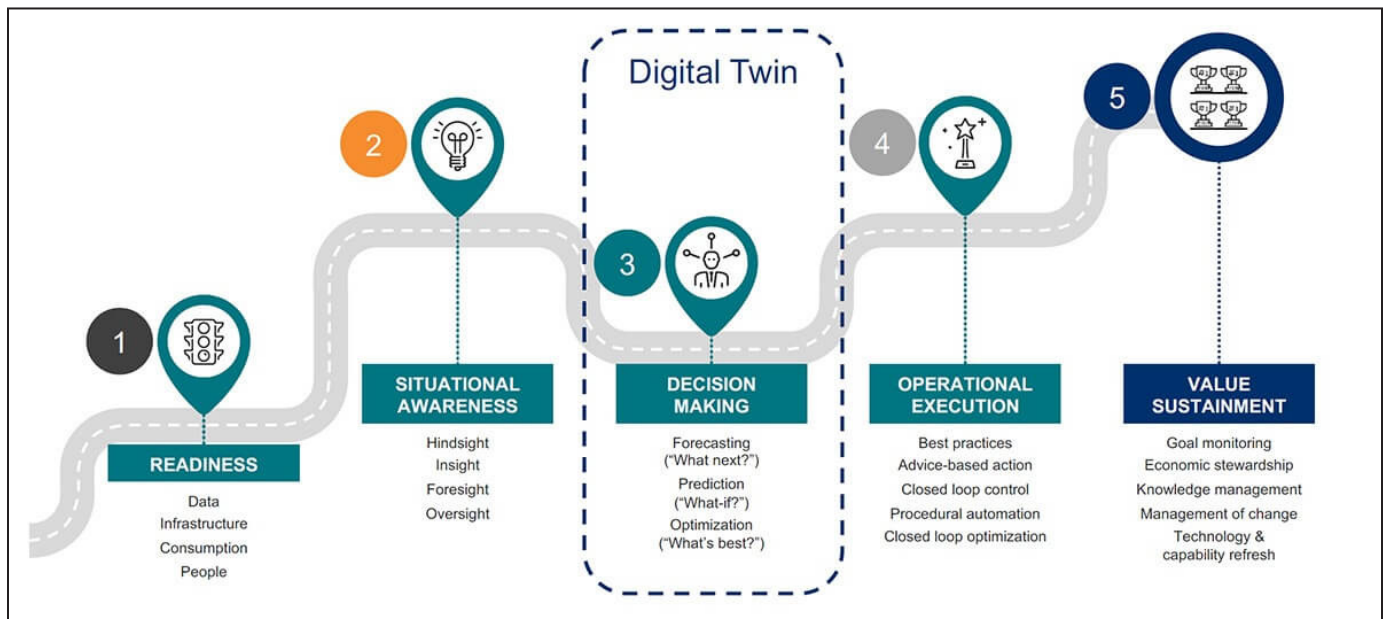 Digital Twin
1
READINESS
Data
Infrastructure
Consumption
People
2
SITUATIONAL
AWARENESS
Hindsight
Insight
Foresight
Oversight
3
DECISION
MAKING
Forecasting
(“What next?”)
Prediction
(“What-if?”)
Optimization
(“What’s best?”)
4
OPERATIONAL
EXECUTION
Best practices
Advice-based action
Closed loop control
Procedural automation
Closed loop optimization
5
VALUE
SUSTAINMENT
Goal monitoring
Economic stewardship
Knowledge management
Management of change
Technology &
capability refresh